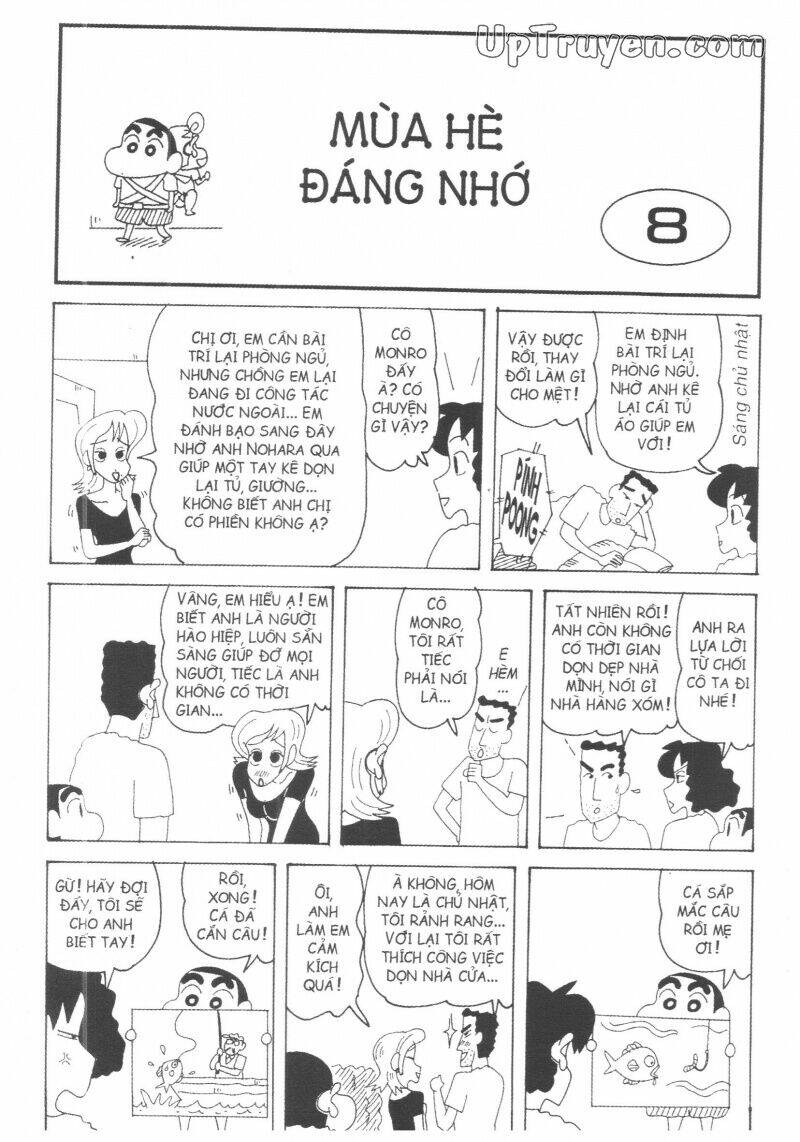 UpTruyen.com
MÙA HÈ
ĐÁNG NHỚ
8
Sáng chủ nhật
EM ĐỊNH
BÀI TRÍ LẠI
PHÒNG NGỦ.
NHỜ ANH KÊ
LẠI CÁI TỦ
ÁO GIÚP EM
VỚI!
VẬY ĐƯỢC
RỒI, THAY
ĐỔI LÀM GÌ
CHO MỆT!
PÍNH
POONG
CÔ
MONRO
ĐẤY
À? CÓ
CHUYỆN
GÌ VẬY?
CHỊ ƠI, EM CẦN BÀI
TRÍ LẠI PHÒNG NGỦ,
NHƯNG CHỒNG EM LẠI
ĐANG ĐI CÔNG TÁC
NƯỚC NGOÀI... EM
ĐÁNH BẠO SANG ĐÂY
NHỜ ANH NOHARA QUA
GIÚP MỘT TAY KÊ DỌN
LẠI TỦ, GIƯỜNG...
KHÔNG BIẾT ANH CHỊ
CÓ PHIỀN KHÔNG Ạ?
ANH RA
LỰA LỜI
TỪ CHỐI
CÔ TA ĐI
NHÉ!
TẤT NHIÊN RỒI!
ANH CÒN KHÔNG
CÓ THỜI GIAN
DỌN DẸP NHÀ
MÌNH, NÓI GÌ
NHÀ HÀNG XÓM!
E
HÈM...
CÔ
MONRO,
TÔI RẤT
TIẾC
PHẢI NÓI
LÀ...
VÂNG, EM HIỂU Ạ! EM
BIẾT ANH LÀ NGƯỜI
HÀO HIỆP, LUÔN SẴN
SÀNG GIÚP ĐỠ MỌI
NGƯỜI, TIẾC LÀ ANH
KHÔNG CÓ THỜI
GIAN...
CÁ SẮP
MẮC CÂU
RỒI MẸ
ƠI!
À KHÔNG, HÔM
NAY LÀ CHỦ NHẬT,
TÔI RẢNH RANG...
VỚI LẠI TÔI RẤT
THÍCH CÔNG VIỆC
DỌN NHÀ CỬA...
ÔI,
ANH
LÀM EM
CẢM
KÍCH
QUÁ!
RỒI,
XONG!
CÁ ĐÃ
CẮN CÂU!
GỪ! HÃY ĐỢI
ĐẤY, TÔI SẼ
CHO ANH
BIẾT TAY!